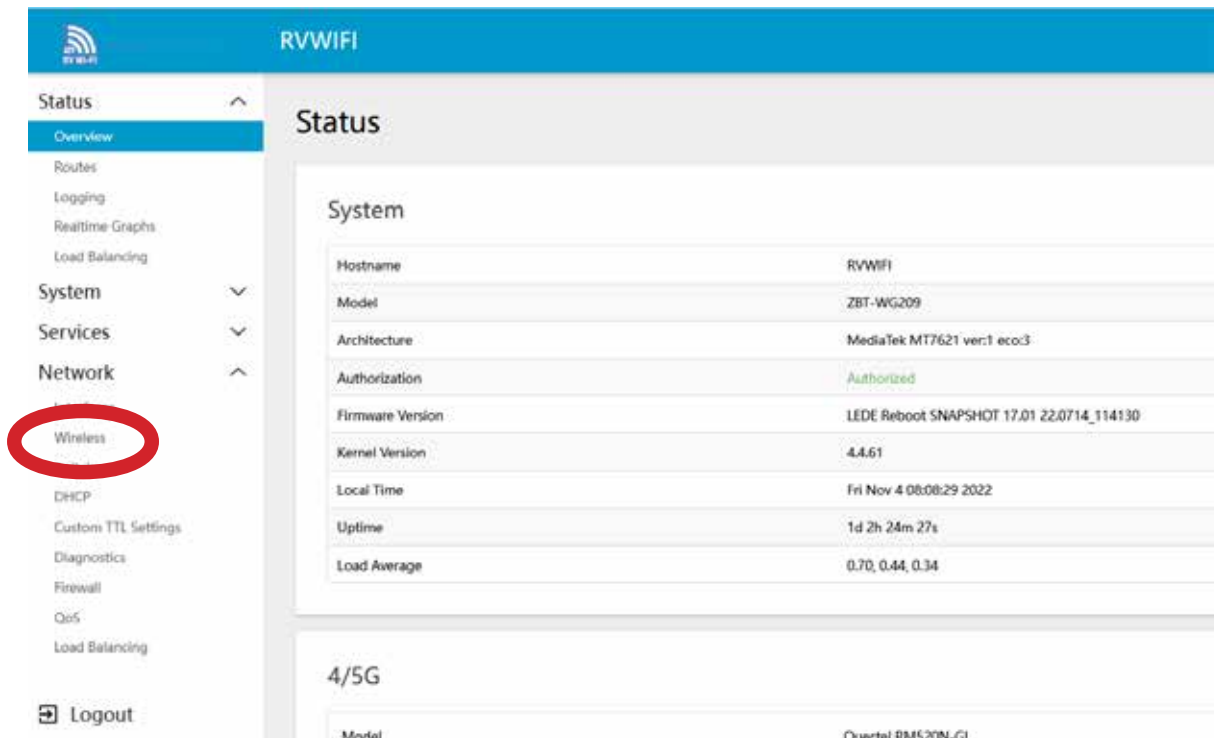 RVWIFI
Status
Overview
Routes
Logging
Realtime Graphs
Load Balancing
System
Services
Network
Wireless
DHCP
Custom TTL Settings
Diagnostics
Firewall
QoS
Load Balancing
Logout
Status
System
Hostname RVWIFI
Model ZBT-WG209
Architecture MediaTek MT7621 ver:1 eco:3
Authorization Authorized
Firmware Version LEDE Reboot SNAPSHOT 17.01 22.0714_114130
Kernel Version 4.4.61
Local Time Fri Nov 4 08:08:29 2022
Uptime 1d 2h 24m 27s
Load Average 0.70, 0.44, 0.34
4/5G
Model Quectel RM520N-GL